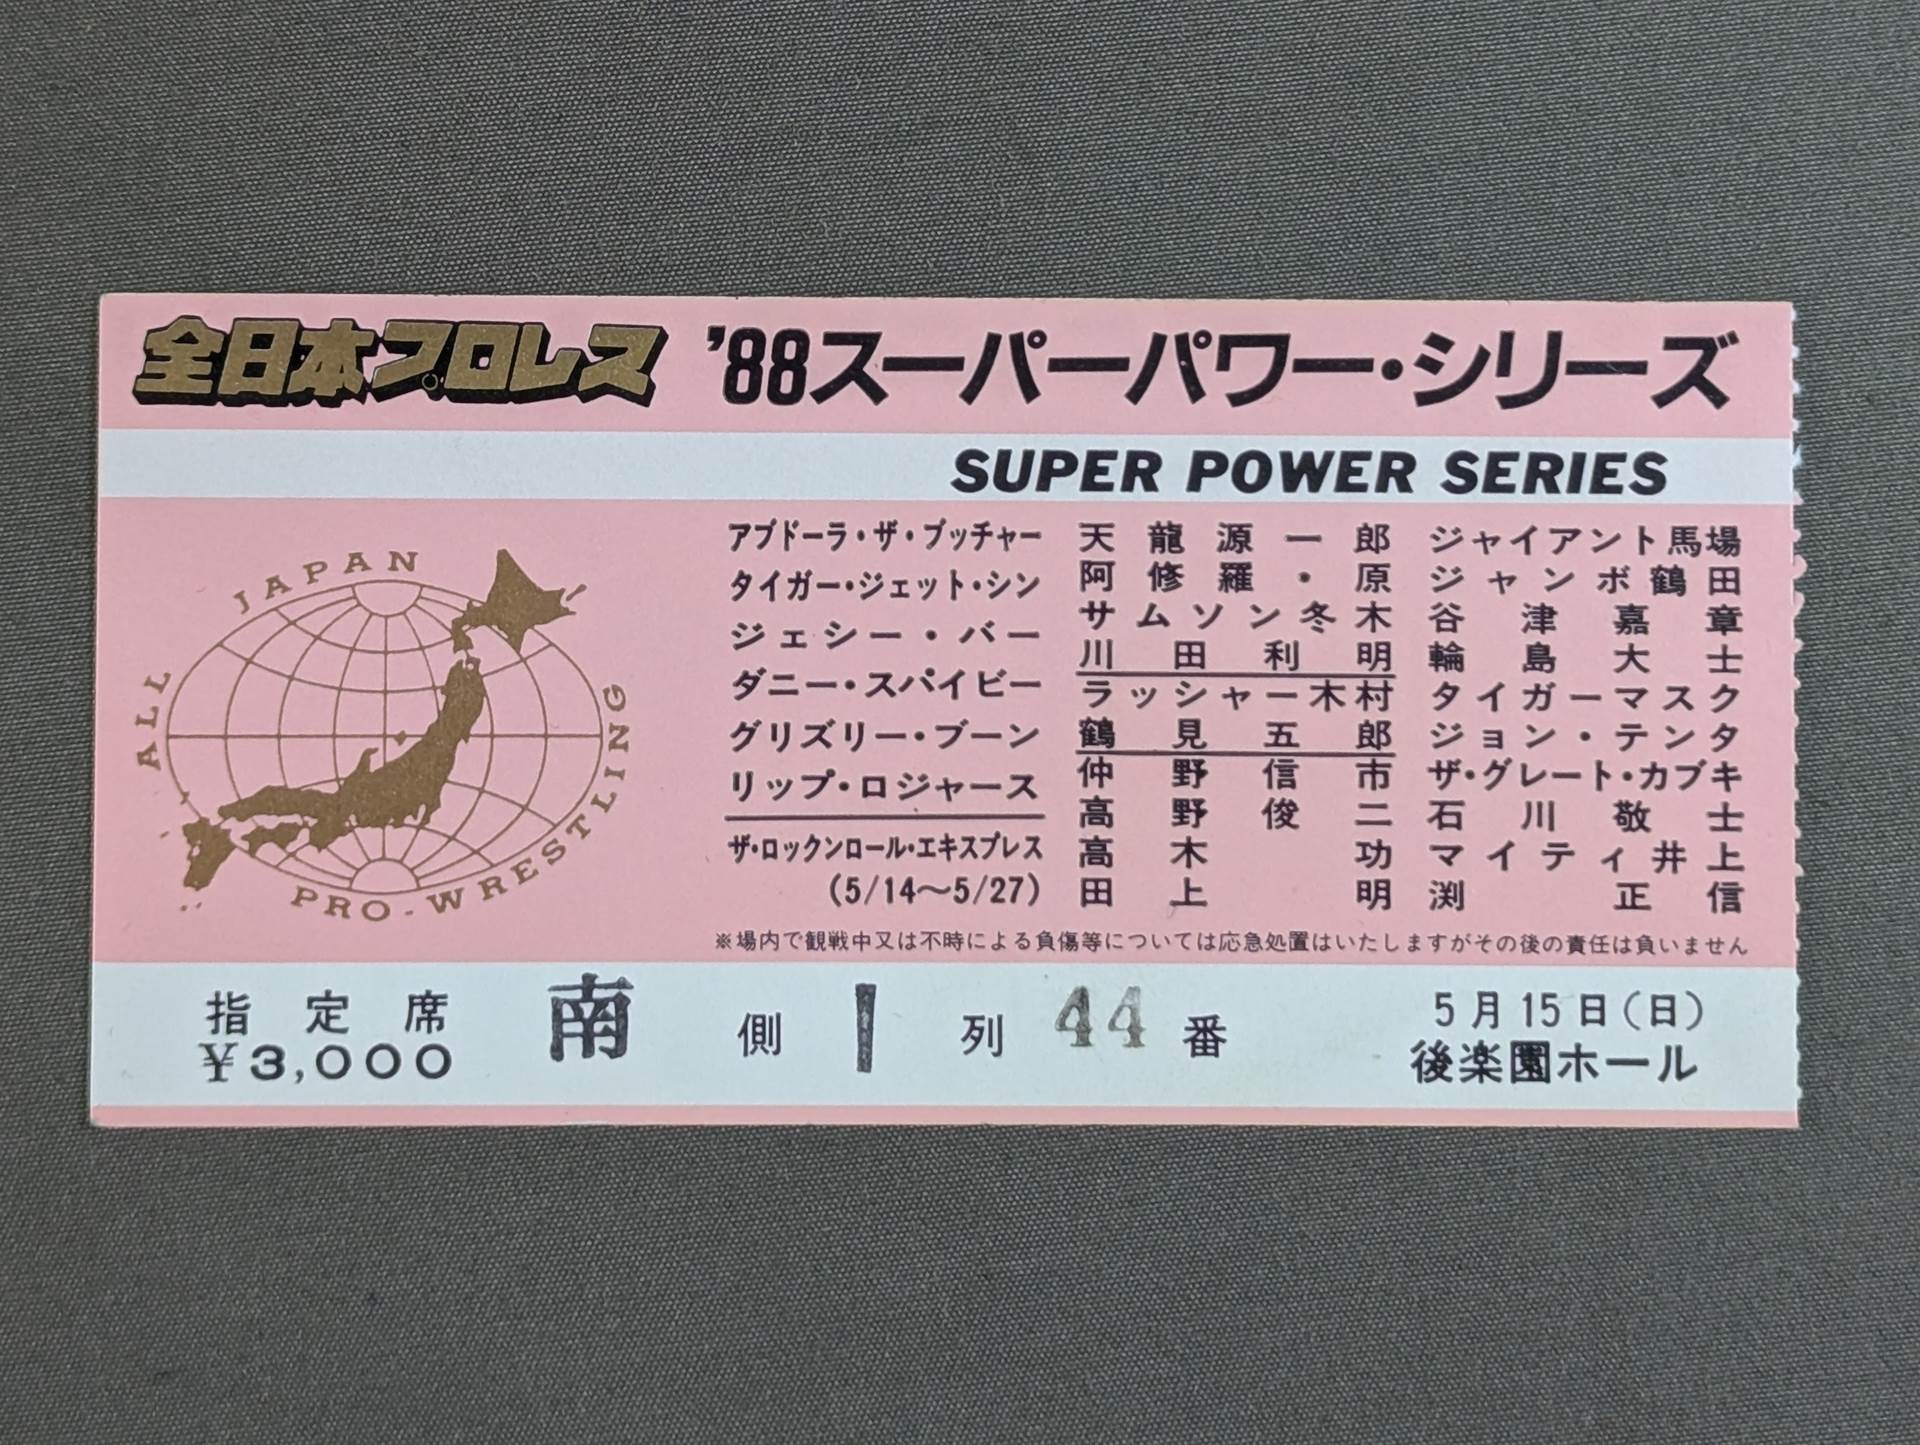 全日本プロレス '88スーパーパワー・シリーズ
SUPER POWER SERIES
ALL JAPAN PRO-WRESTLING
アブドーラ・ザ・ブッチャー
タイガー・ジェット・シン
ジェシー・バー
ダニー・スパイビー
グリズリー・ブーン
リップ・ロジャース
ザ・ロックンロール・エキスプレス
(5/14〜5/27)
天龍源一郎
阿修羅・原
サムソン冬木
川田利明
ラッシャー木村
鶴見五郎
仲野信市
高野俊二
高木功
田上明
ジャイアント馬場
ジャンボ鶴田
谷津嘉章
輪島大士
タイガーマスク
ジョン・テンタ
ザ・グレート・カブキ
石川敬士
マイティ井上
渕正信
※場内で観戦中又は不時による負傷等については応急処置はいたしますがその後の責任は負いません
指定席
¥3,000
南側1列44番
5月15日(日)
後楽園ホール